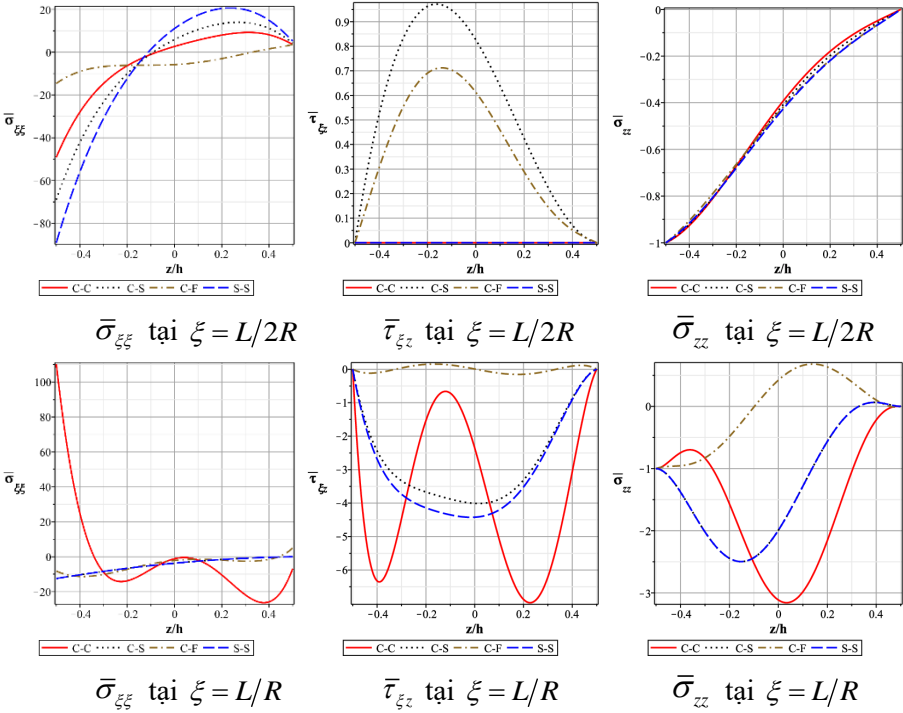 20
0
−20
σ̄ξξ
−40
−60
−80
0.4 −0.2 0 0.2 0.4
z/h
C-C C-S C-F S-S
0.9
0.8
0.7
0.6
τ̄ξz
0.5
0.4
0.3
0.2
0.1
0
−0.4 −0.2 0 0.2 0.4
z/h
C-C C-S C-F S-S
0
−0.2
−0.4
σ̄zz
−0.6
−0.8
−1
−0.4 −0.2 0 0.2 0.4
z/h
C-C C-S C-F S-S
σ̄ξξ tại ξ = L/2R
τ̄ξz tại ξ = L/2R
σ̄zz tại ξ = L/2R
100
80
60
σ̄ξξ
40
20
0
−20
0.4 −0.2 0 0.2 0.4
z/h
C-C C-S C-F S-S
0
−1
−2
−3
τ̄ξz
−4
−5
−6
−0.4 −0.2 0 0.2 0.4
z/h
C-C C-S C-F S-S
0
−1
σ̄zz
−2
−3
−0.4 −0.2 0 0.2 0.4
z/h
C-C C-S C-F S-S
σ̄ξξ tại ξ = L/R
τ̄ξz tại ξ = L/R
σ̄zz tại ξ = L/R